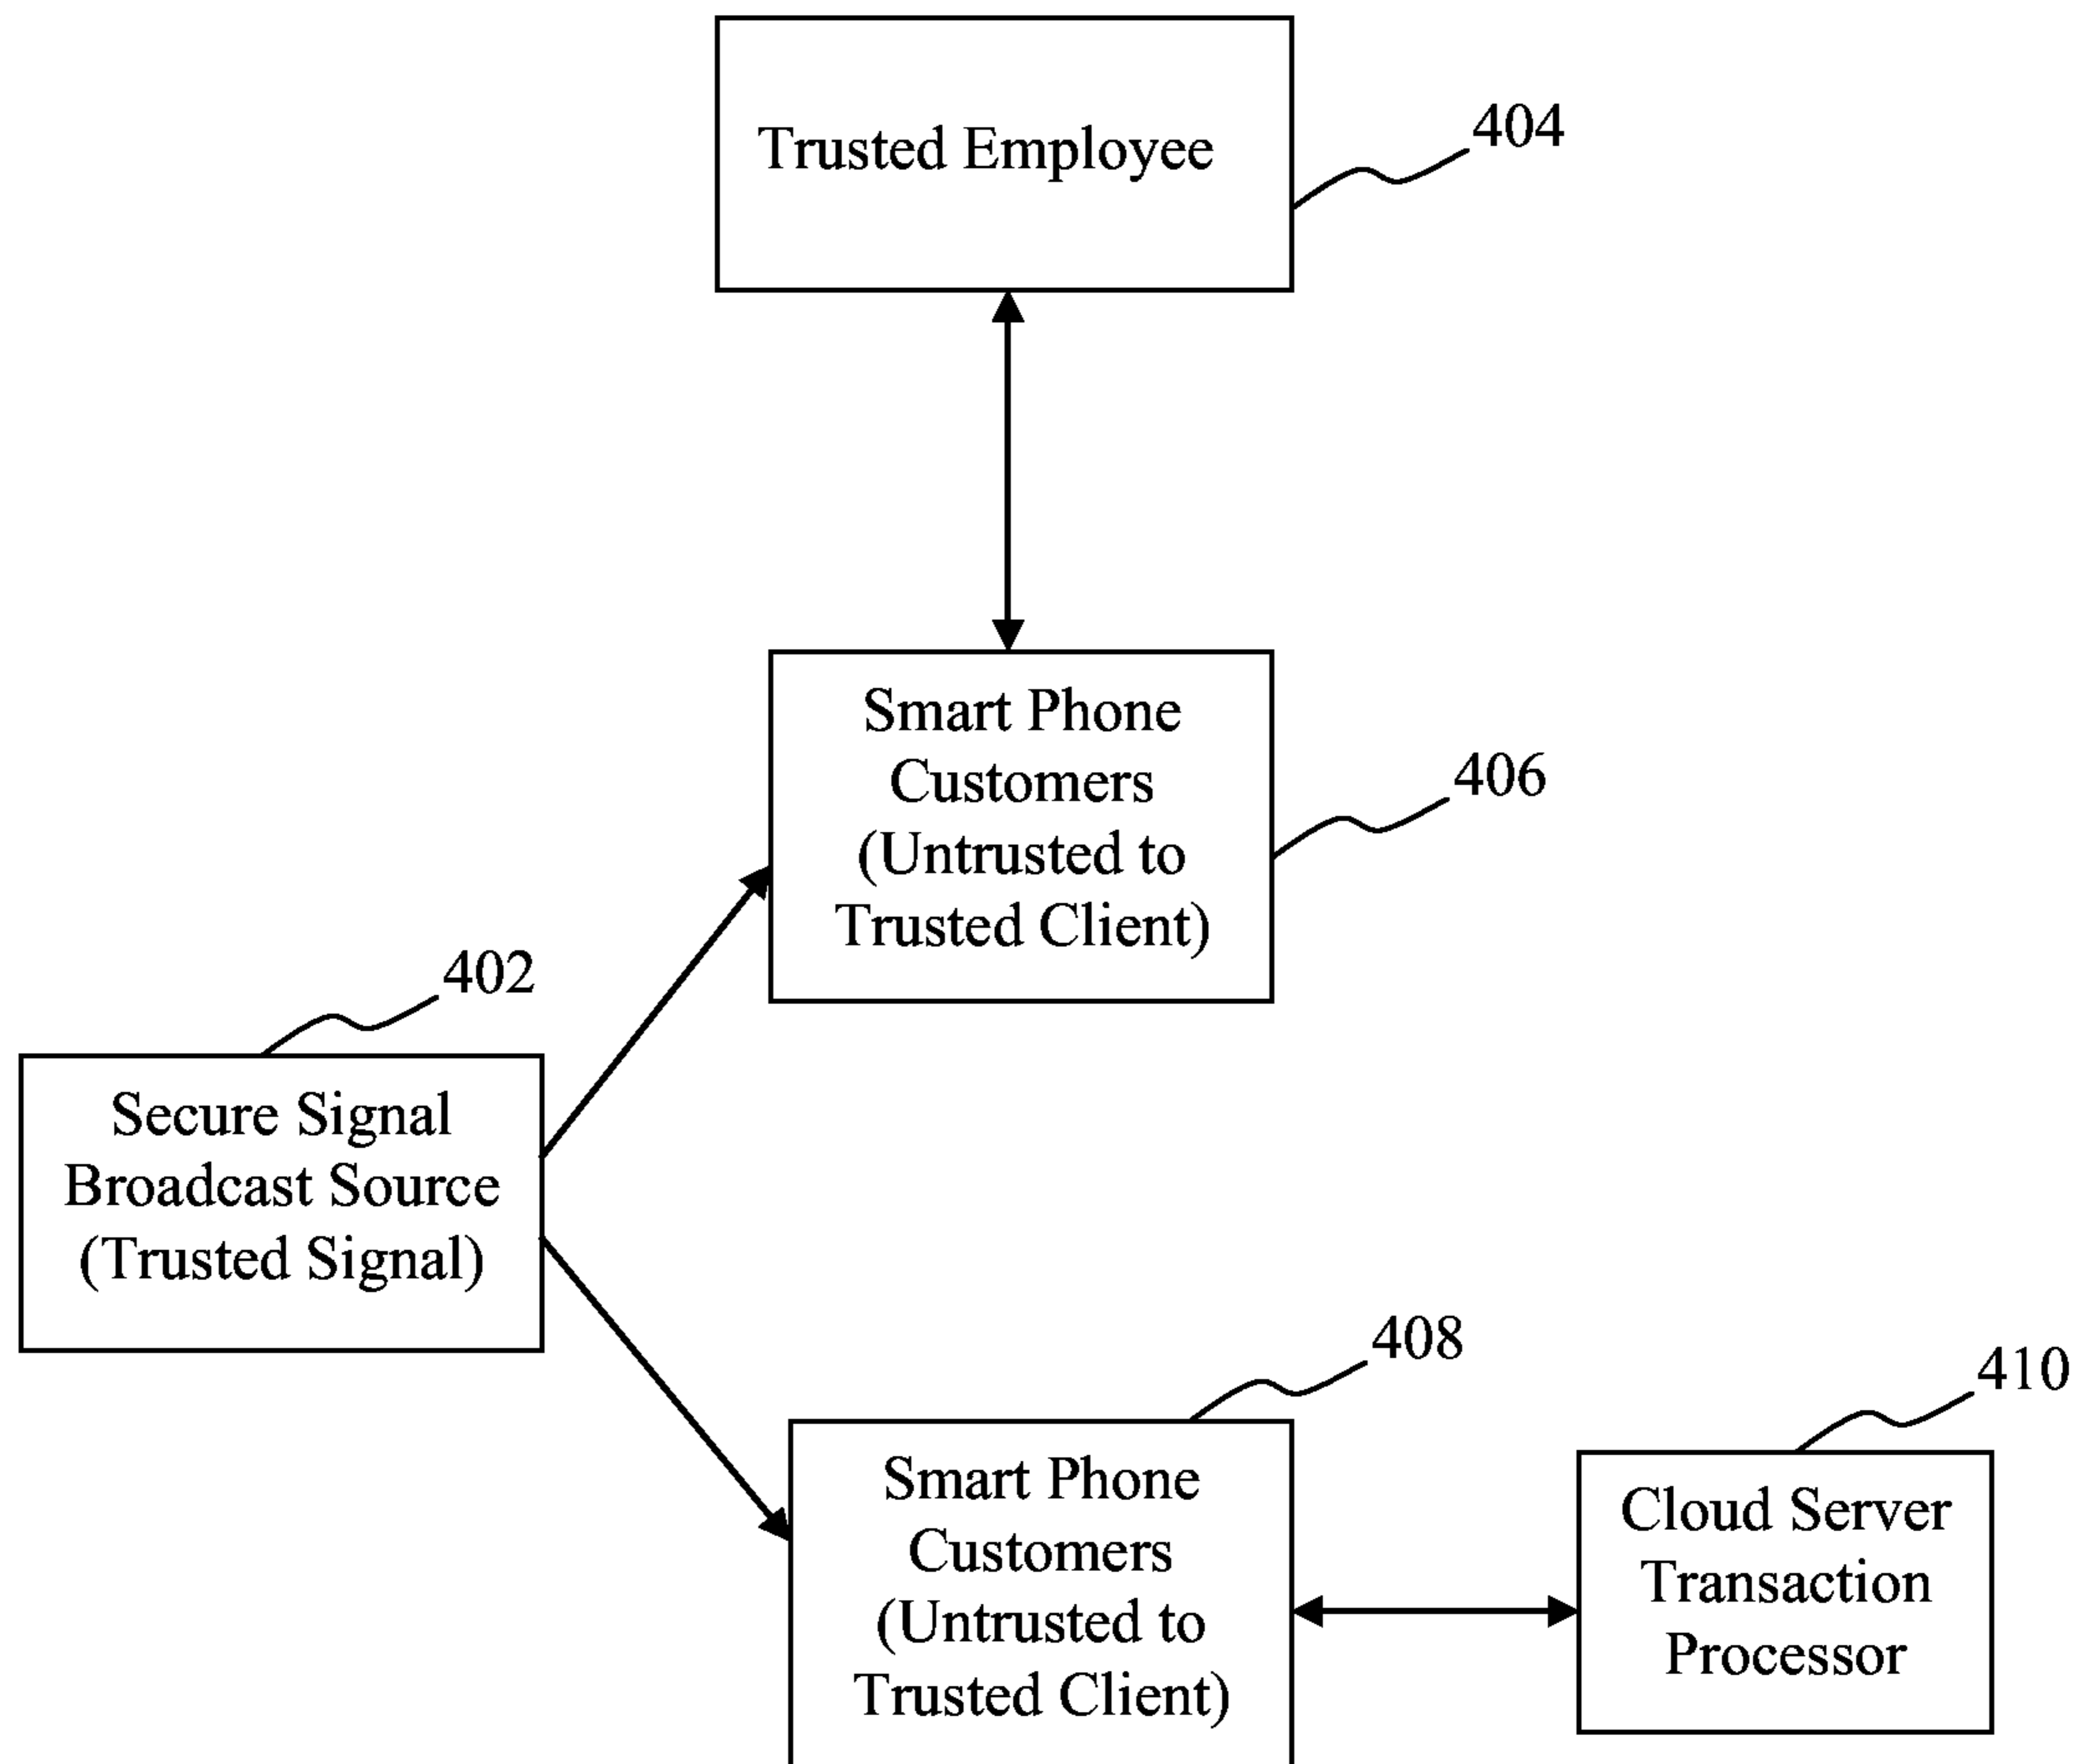 Trusted Employee
404
Smart Phone
Customers
(Untrusted to
Trusted Client)
406
402
Secure Signal
Broadcast Source
(Trusted Signal)
408
Smart Phone
Customers
(Untrusted to
Trusted Client)
410
Cloud Server
Transaction
Processor